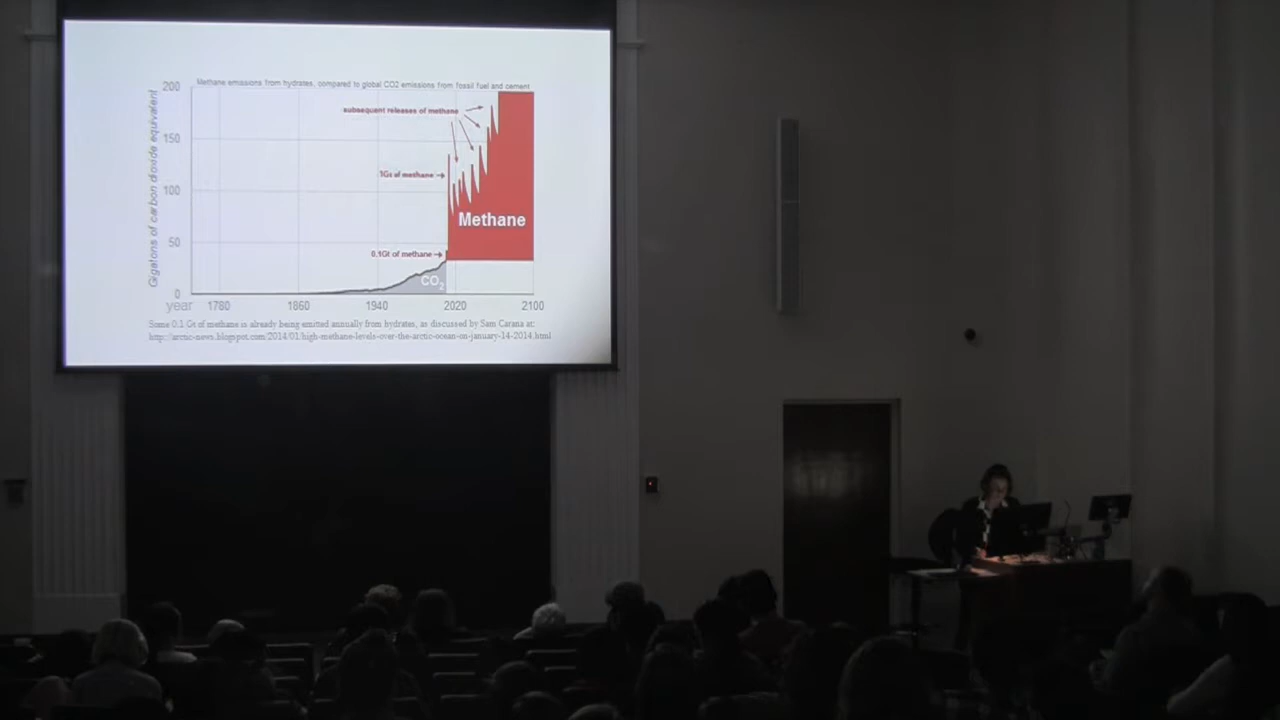 Methane emissions from hydrates, compared to global CO2 emissions from fossil fuel and cement
200
subsequent releases of methane
150
1Gt of methane
100
Methane
50
0.1Gt of methane
CO2
0
Gigatons of carbon dioxide equivalent
year 1780 1860 1940 2020 2100
Some 0.1 Gt of methane is already being emitted annually from hydrates, as discussed by Sam Carana at:
http://arctic-news.blogspot.com/2014/01/high-methane-levels-over-the-arctic-ocean-on-january-14-2014.html